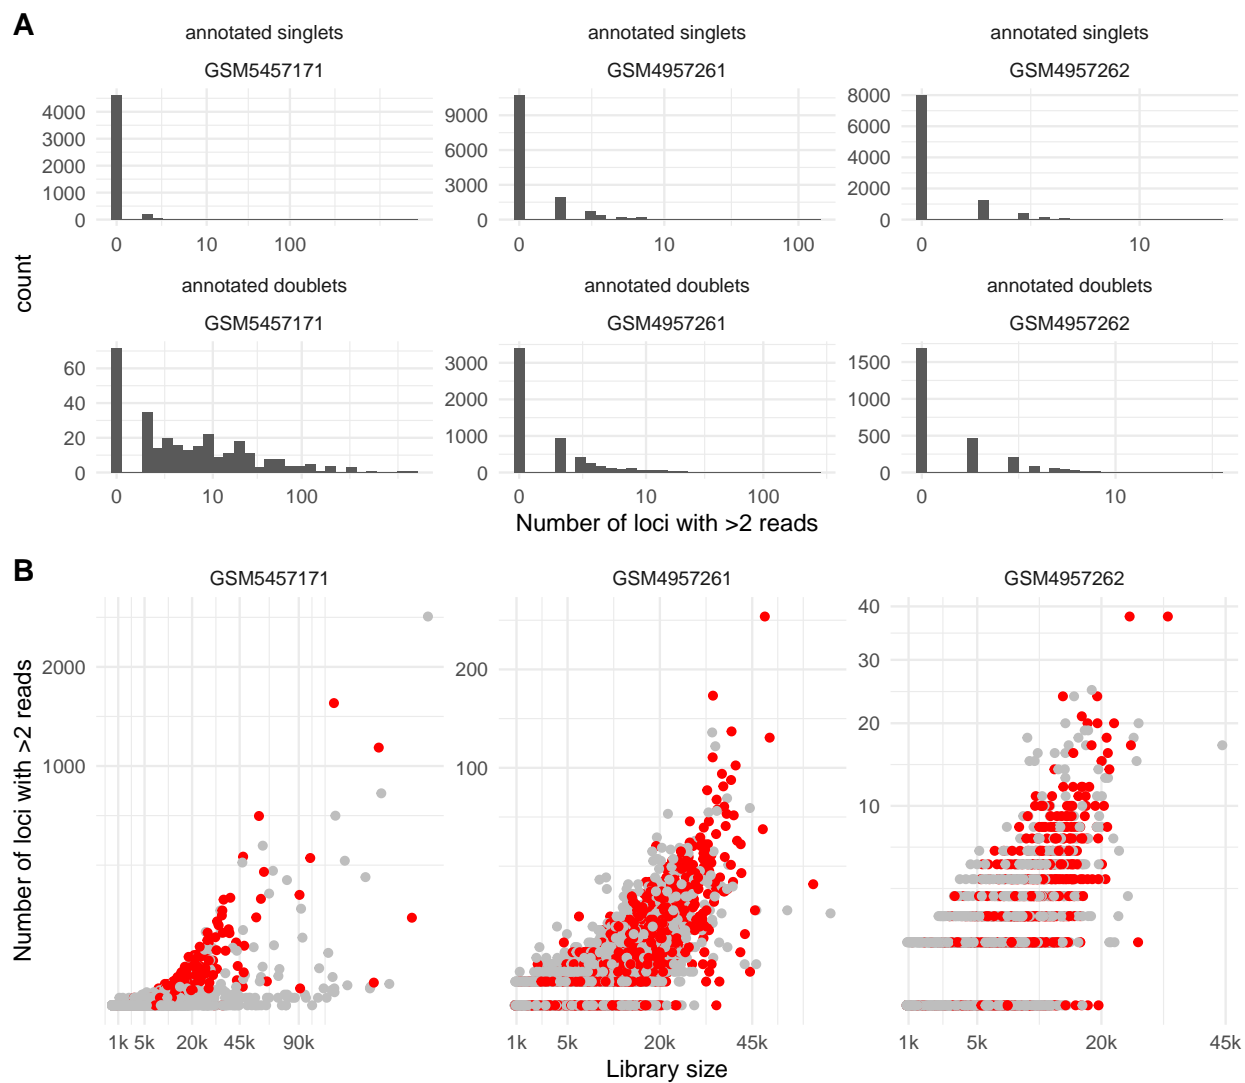 A
annotated singlets
annotated singlets
annotated singlets
GSM5457171
GSM4957261
GSM4957262
4000
3000
2000
1000
0
0
10
100
9000
6000
3000
0
0
10
100
8000
6000
4000
2000
0
0
10
count
annotated doublets
annotated doublets
annotated doublets
GSM5457171
GSM4957261
GSM4957262
60
40
20
0
0
10
100
3000
2000
1000
0
0
10
100
1500
1000
500
0
0
10
Number of loci with >2 reads
B
GSM5457171
GSM4957261
GSM4957262
Number of loci with >2 reads
2000
1000
1k 5k 20k 45k 90k
200
100
1k 5k 20k 45k
40
30
20
10
1k 5k 20k 45k
Library size